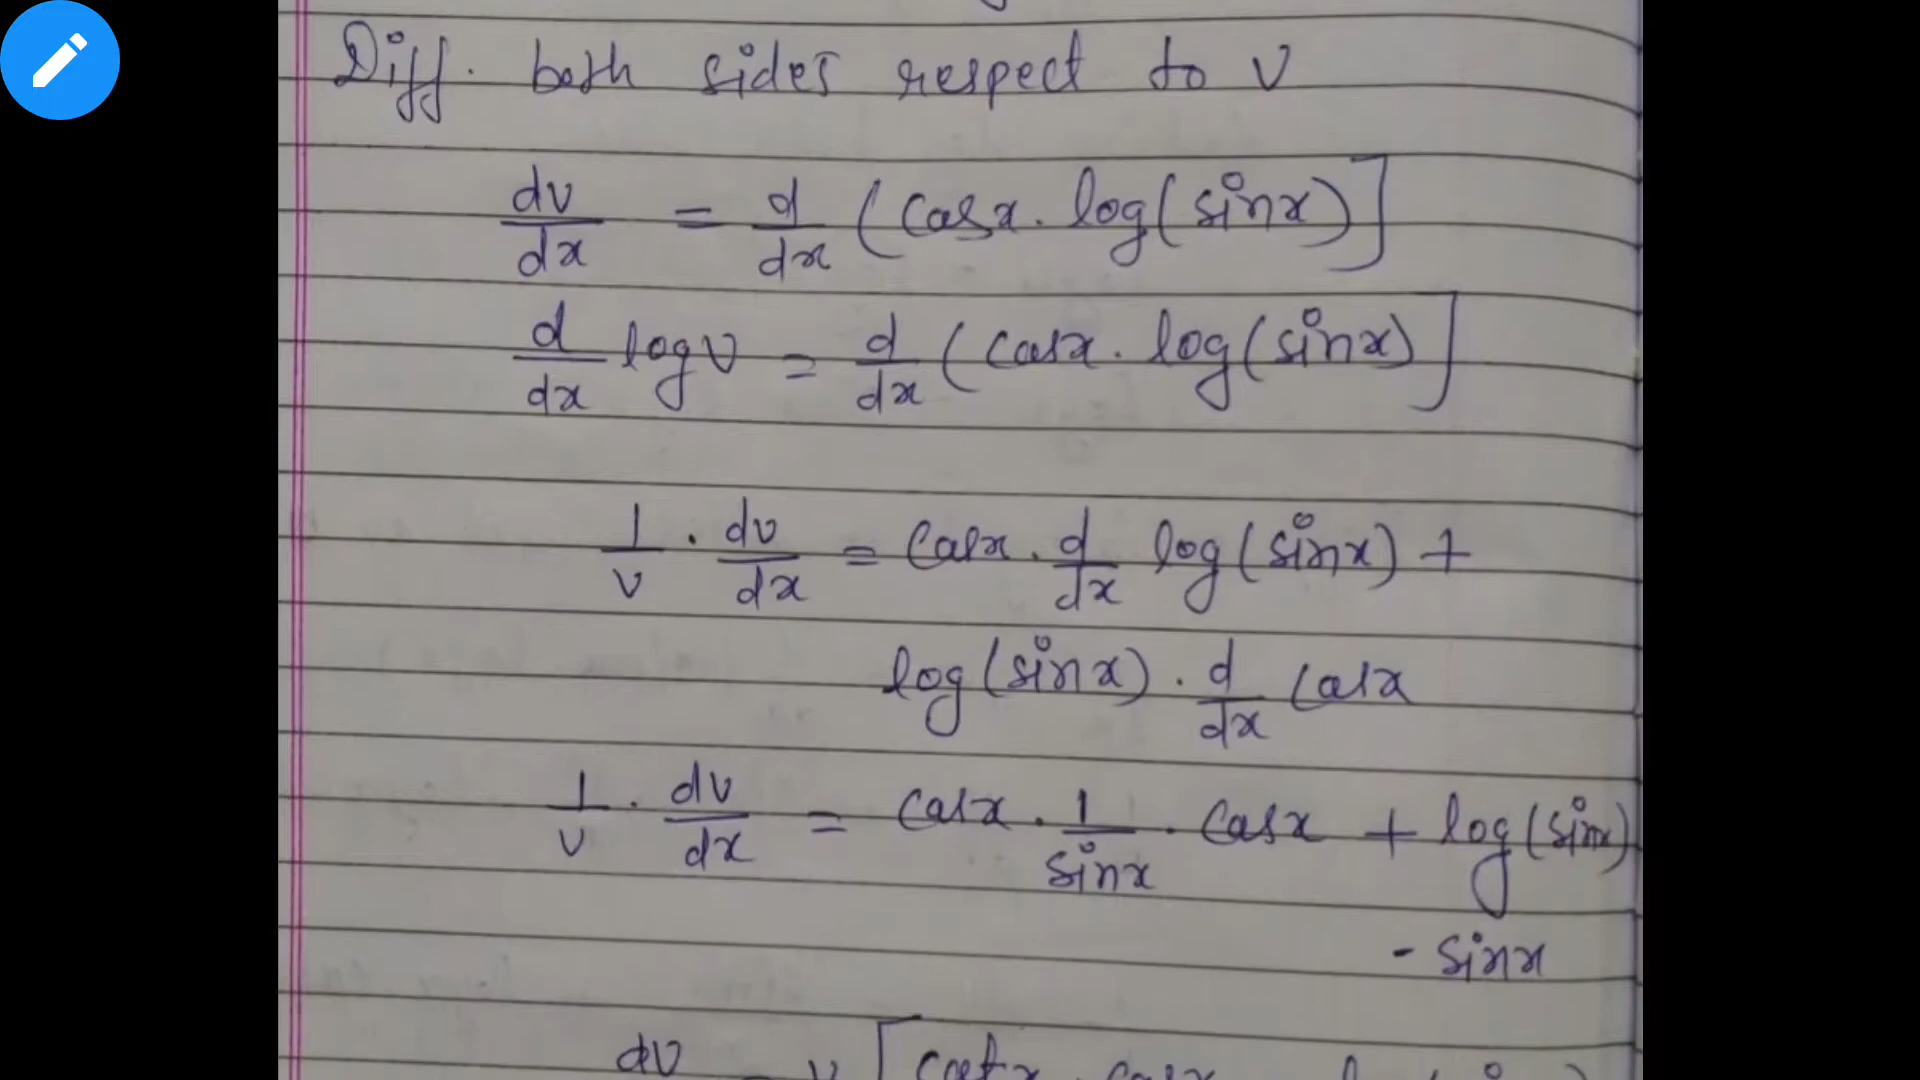 Diff. both sides respect to v
dv/dx = d/dx (cosx. log(sinx)]
d/dx logv = d/dx (cosx. log(sinx)]
1/v . dv/dx = cosx . d/dx log(sinx) +
log(sinx) . d/dx cosx
1/v . dv/dx = cosx . 1/sinx . cosx + log(sinx)
- sinx
dv